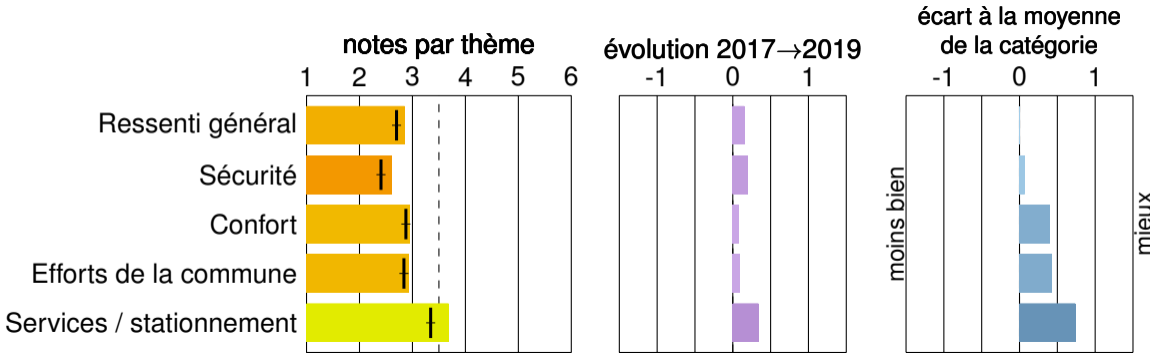 notes par thème
1 2 3 4 5 6
évolution 2017→2019
-1 0 1
écart à la moyenne
de la catégorie
-1 0 1
Ressenti général
Sécurité
Confort
Efforts de la commune
Services / stationnement
moins bien
mieux